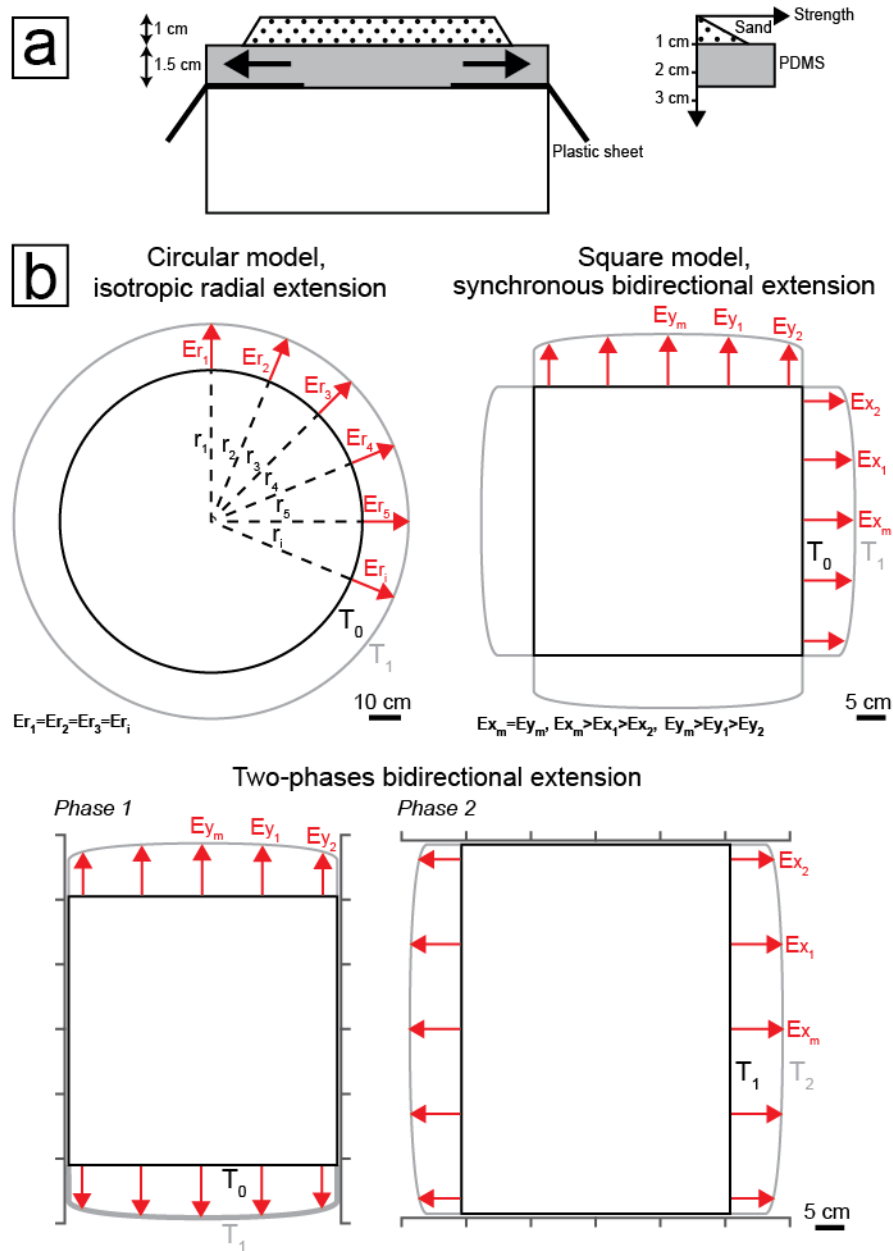 a
1 cm
1.5 cm
Plastic sheet
Strength
Sand
1 cm
2 cm
3 cm
PDMS
b
Circular model,
isotropic radial extension
Er₁
Er₂
Er₃
Er₄
Er₅
Erᵢ
r₁
r₂
r₃
r₄
r₅
rᵢ
T₀
T₁
10 cm
Er₁=Er₂=Er₃=Erᵢ
Square model,
synchronous bidirectional extension
Eyₘ Ey₁ Ey₂
Ex₂
Ex₁
Exₘ
T₀ T₁
5 cm
Exₘ=Eyₘ, Exₘ>Ex₁>Ex₂, Eyₘ>Ey₁>Ey₂
Two-phases bidirectional extension
Phase 1
Eyₘ Ey₁ Ey₂
T₀
T₁
Phase 2
Ex₂
Ex₁
Exₘ
T₁ T₂
5 cm